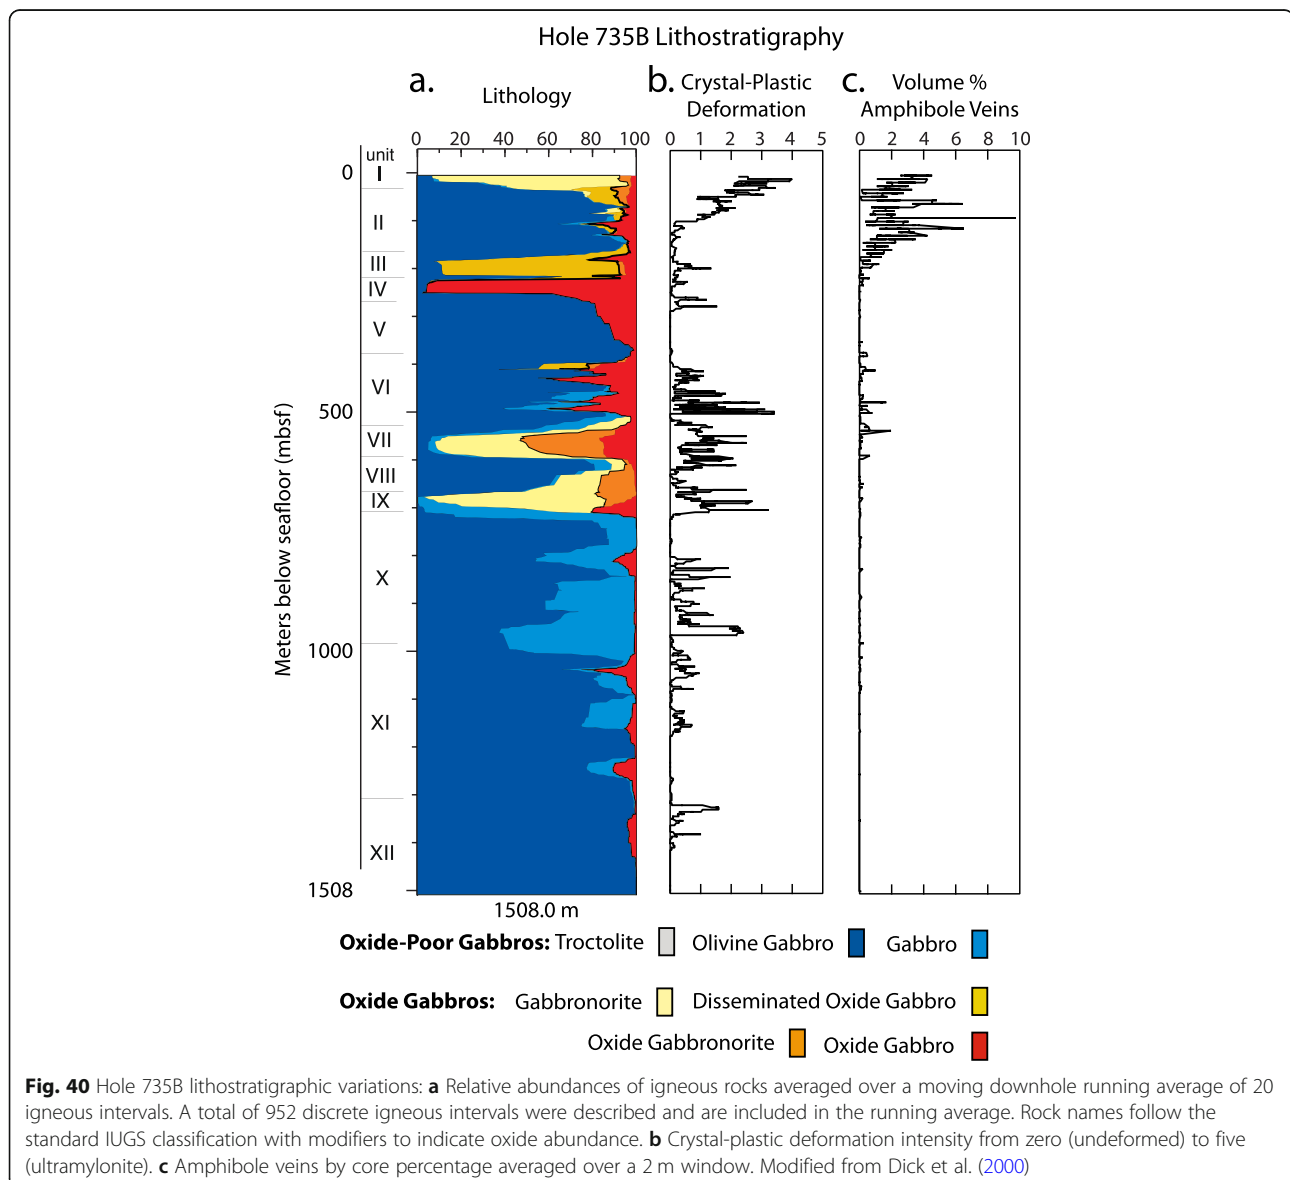 Hole 735B Lithostratigraphy
a.
Lithology
b. Crystal-Plastic
Deformation
c. Volume %
Amphibole Veins
0 20 40 60 80 100
0 1 2 3 4 5
0 2 4 6 8 10
unit
0
I
II
III
IV
V
VI
500
VII
VIII
IX
X
1000
XI
XII
1508
Meters below seafloor (mbsf)
1508.0 m
Oxide-Poor Gabbros: Troctolite Olivine Gabbro Gabbro
Oxide Gabbros: Gabbronorite Disseminated Oxide Gabbro
Oxide Gabbronorite Oxide Gabbro
Fig. 40 Hole 735B lithostratigraphic variations: a Relative abundances of igneous rocks averaged over a moving downhole running average of 20
igneous intervals. A total of 952 discrete igneous intervals were described and are included in the running average. Rock names follow the
standard IUGS classification with modifiers to indicate oxide abundance. b Crystal-plastic deformation intensity from zero (undeformed) to five
(ultramylonite). c Amphibole veins by core percentage averaged over a 2 m window. Modified from Dick et al. (2000)